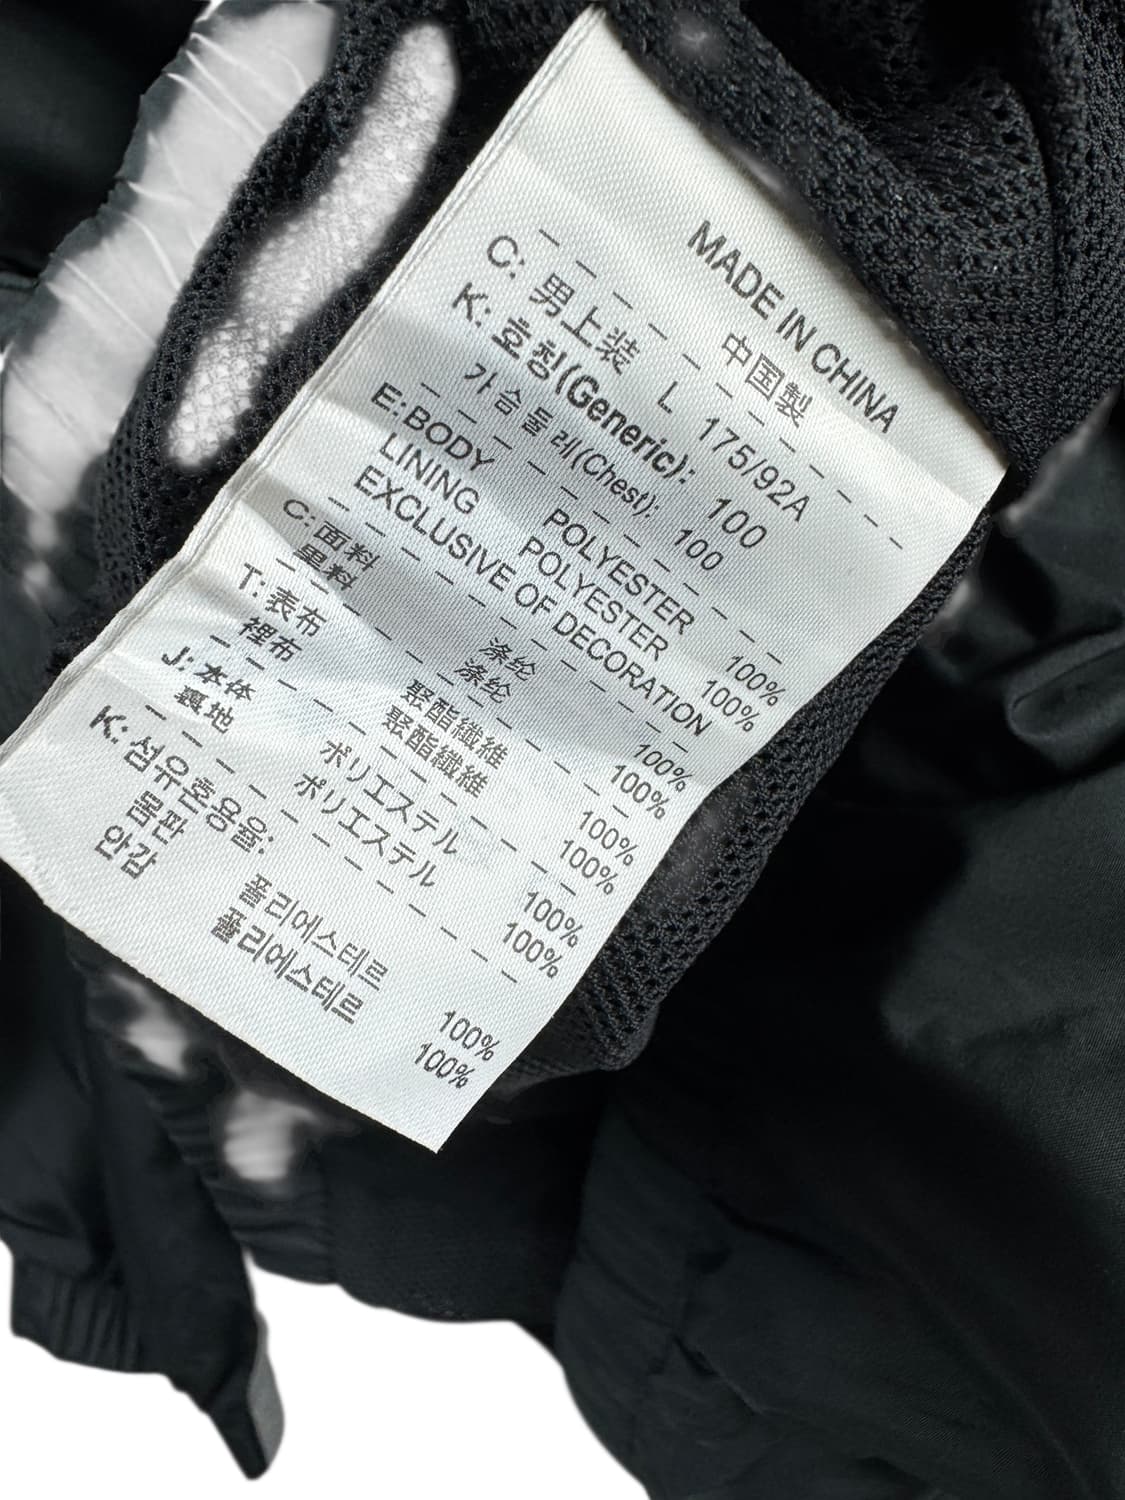 MADE IN CHINA
中国製
C: 男上装 L 175/92A
K: 호칭(Generic): 100
가슴둘레(Chest): 100
E:BODY POLYESTER 100%
LINING POLYESTER 100%
EXCLUSIVE OF DECORATION
C:面料 涤纶 100%
里料 涤纶 100%
T:表布 聚酯纖維 100%
裡布 聚酯纖維 100%
J:本体 ポリエステル 100%
裏地 ポリエステル 100%
K:섬유혼용율:
몸판 폴리에스테르 100%
안감 폴리에스테르 100%